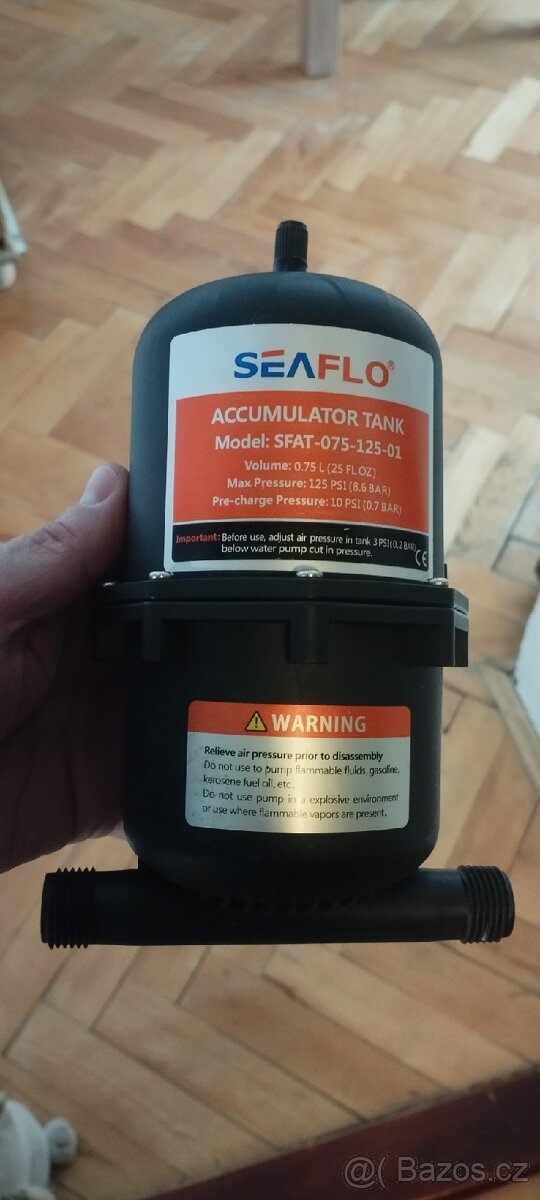 SEAFLO®
ACCUMULATOR TANK
Model: SFAT-075-125-01
Volume: 0.75 L (25 FL OZ)
Max Pressure: 125 PSI (8.6 BAR)
Pre-charge Pressure: 10 PSI (0.7 BAR)
Important: Before use, adjust air pressure in tank 3 PSI (0.2 BAR)
below water pump cut in pressure.
CE
⚠ WARNING
Relieve air pressure prior to disassembly
Do not use to pump flammable fluids, gasoline,
kerosene fuel oil, etc.
Do not use pump in a explosive environment
or use where flammable vapors are present.
@( Bazos.cz